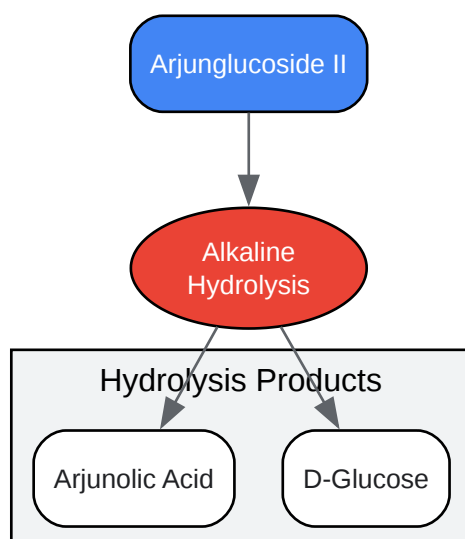 Arjunglucoside II
Alkaline
Hydrolysis
Hydrolysis Products
Arjunolic Acid
D-Glucose